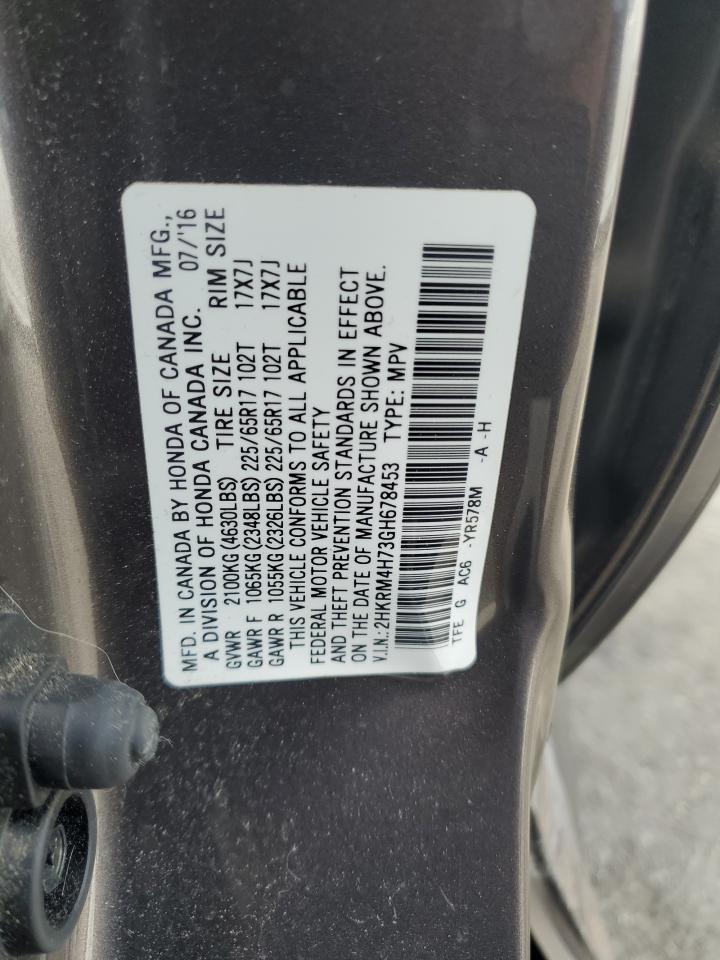 MFD. IN CANADA BY HONDA OF CANADA MFG.,
A DIVISION OF HONDA CANADA INC. 07/'16
GVWR 2100KG(4630LBS) TIRE SIZE RIM SIZE
GAWR F 1065KG(2348LBS) 225/65R17 102T 17X7J
GAWR R 1055KG(2326LBS) 225/65R17 102T 17X7J
THIS VEHICLE CONFORMS TO ALL APPLICABLE
FEDERAL MOTOR VEHICLE SAFETY
AND THEFT PREVENTION STANDARDS IN EFFECT
ON THE DATE OF MANUFACTURE SHOWN ABOVE.
V.I.N.: 2HKRM4H73GH678453 TYPE: MPV
TFE G AC6 -YR578M -A -H